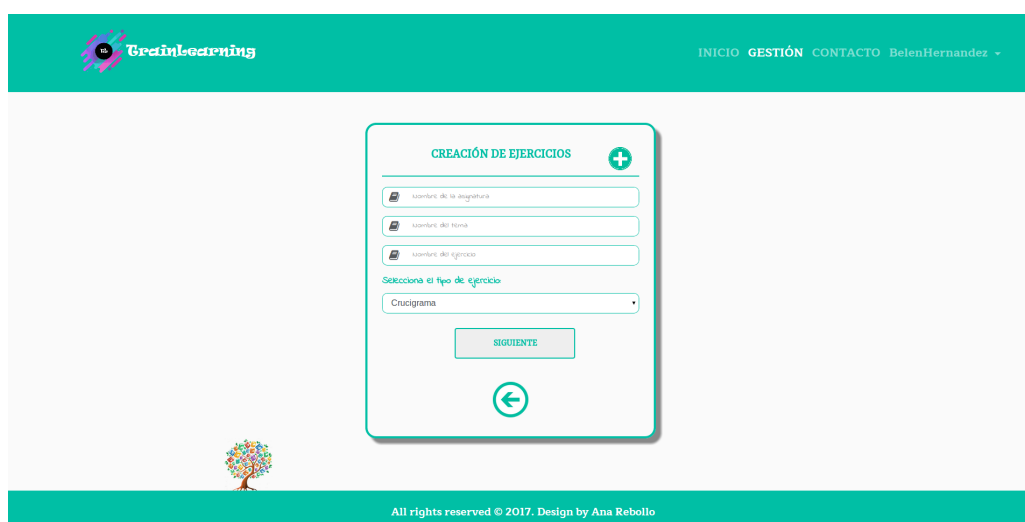 TL
TrainLearning
INICIO GESTIÓN CONTACTO BelenHernandez
CREACIÓN DE EJERCICIOS
Nombre de la asignatura
Nombre del tema
Nombre del ejercicio
Selecciona el tipo de ejercicio
Crucigrama
SIGUIENTE
All rights reserved © 2017. Design by Ana Rebollo